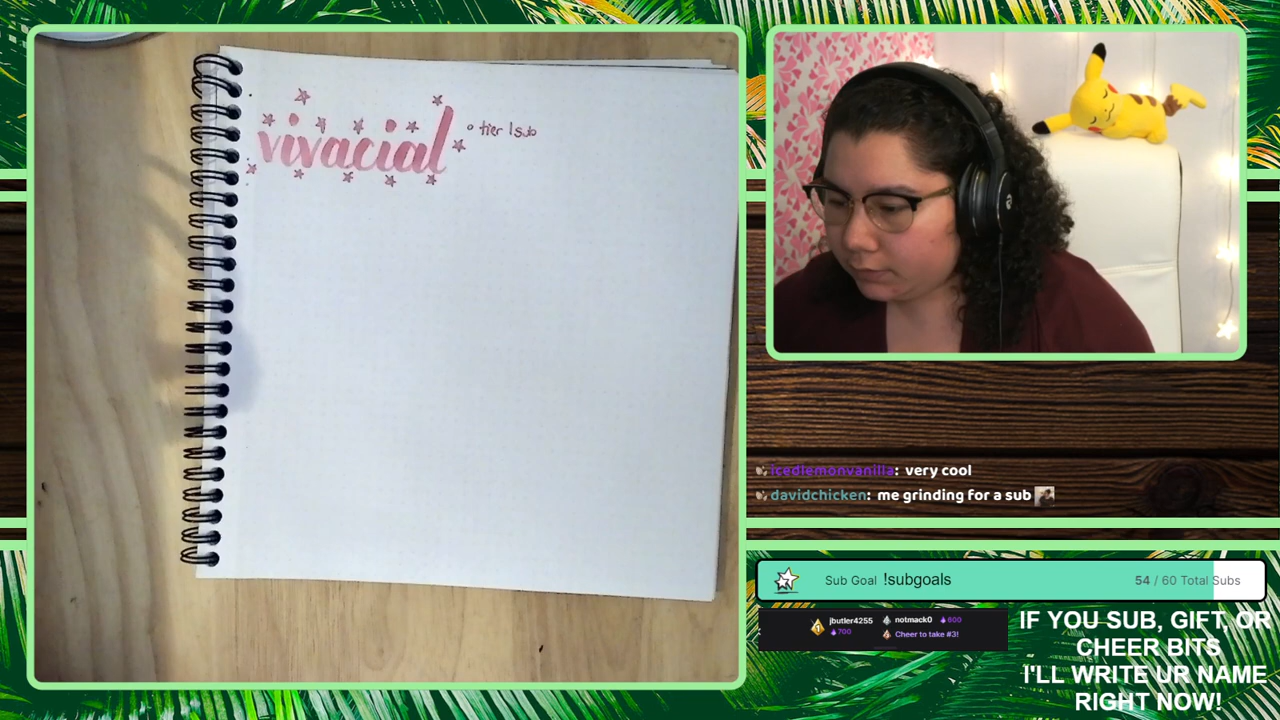 vivacial
tier 1 sub
icedlemonvanilla: very cool
davidchicken: me grinding for a sub
Sub Goal !subgoals
54 / 60 Total Subs
jbutler4255
700
notmack0 600
Cheer to take #3!
IF YOU SUB, GIFT, OR
CHEER BITS
I'LL WRITE UR NAME
RIGHT NOW!